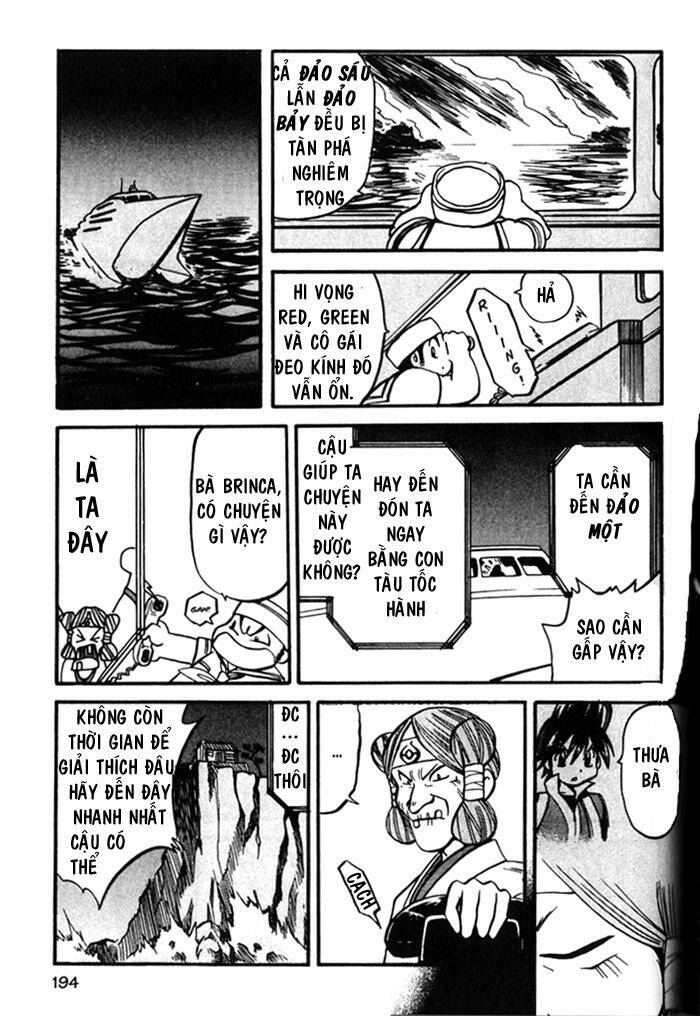 CẢ ĐẢO SÁU
LẪN ĐẢO
BẢY ĐỀU BỊ
TÀN PHÁ
NGHIÊM
TRỌNG
HI VỌNG
RED, GREEN
VÀ CÔ GÁI
ĐEO KÍNH ĐÓ
VẪN ỔN.
RIIING!
HẢ
LÀ
TA
ĐÂY
BÀ BRINCA,
CÓ CHUYỆN
GÌ VẬY?
GAH!
CẬU
GIÚP TA
CHUYỆN
NÀY
ĐƯỢC
KHÔNG?
HAY ĐẾN
ĐÓN TA
NGAY
BẰNG CON
TÀU TỐC
HÀNH
TA CẦN
ĐẾN ĐẢO
MỘT
SAO CẦN
GẤP VẬY?
KHÔNG CÒN
THỜI GIAN ĐỂ
GIẢI THÍCH ĐÂU
HÃY ĐẾN ĐÂY
NHANH NHẤT
CẬU CÓ
THỂ
ĐC
...
ĐC
THÔI
...
CẠCH
THƯA
BÀ
194